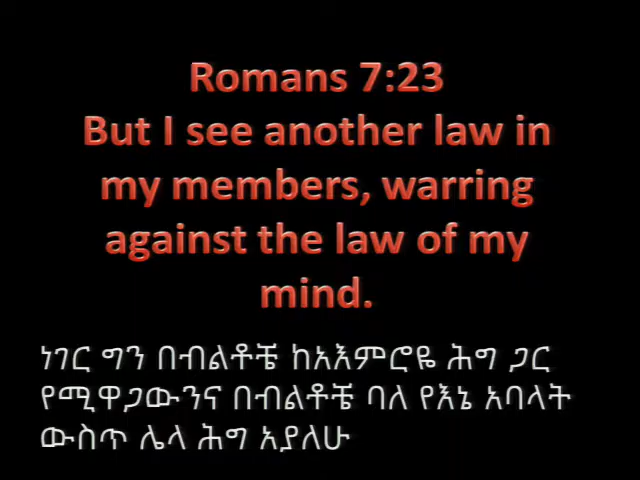 Romans 7:23
But I see another law in
my members, warring
against the law of my
mind.
ነገር ግን በብልቶቼ ከአእምሮዬ ሕግ ጋር
የሚዋጋውንና በብልቶቼ ባለ የእኔ አባላት
ውስጥ ሌላ ሕግ አያለሁ